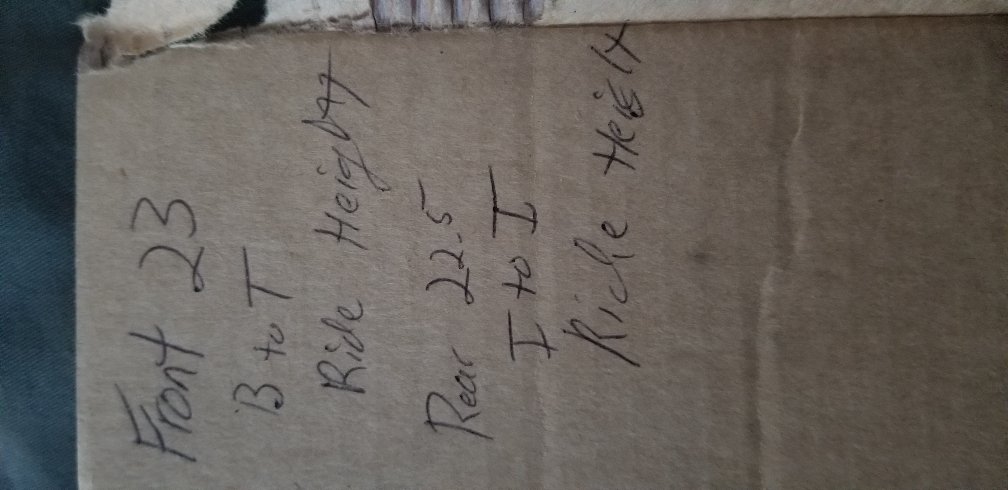 Front 23
B to T
Ride Height
Rear 22.5
I to I
Ride Height